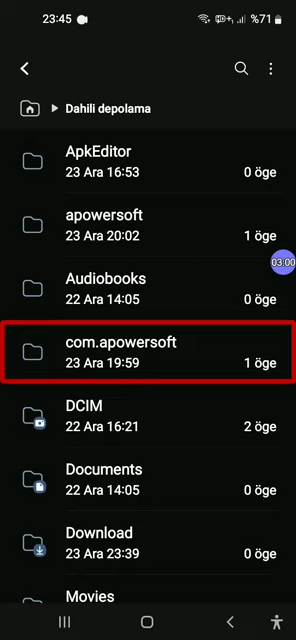 23:45
%71
Dahili depolama
ApkEditor
23 Ara 16:53
0 öge
apowersoft
23 Ara 20:02
1 öge
03:00
Audiobooks
22 Ara 14:05
0 öge
com.apowersoft
23 Ara 19:59
1 öge
DCIM
22 Ara 16:21
2 öge
Documents
22 Ara 14:05
0 öge
Download
23 Ara 23:39
0 öge
Movies